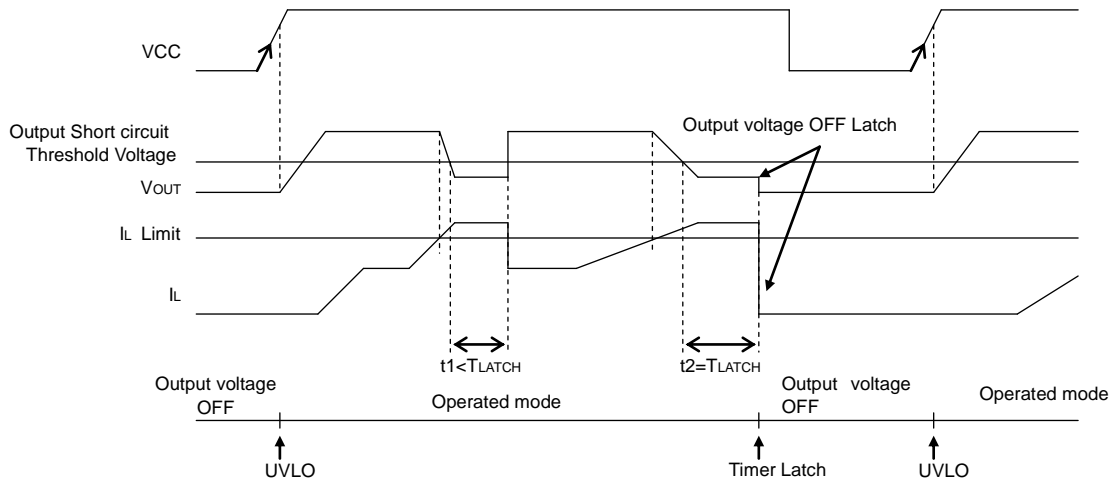 VCC
Output Short circuit
Threshold Voltage
VOUT
IL Limit
IL
Output voltage OFF Latch
t1<TLATCH
t2=TLATCH
Output voltage
OFF
Operated mode
Output voltage
OFF
Operated mode
UVLO
Timer Latch
UVLO